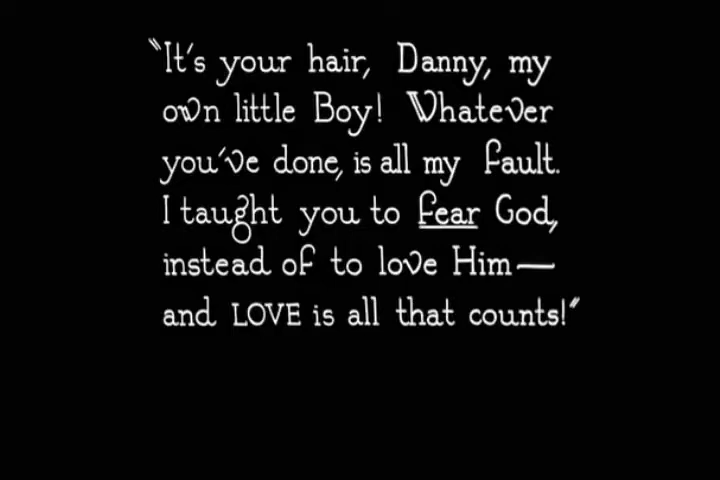 "It's your hair, Danny, my
own little Boy! Whatever
you've done, is all my fault.
I taught you to fear God,
instead of to love Him—
and LOVE is all that counts!"